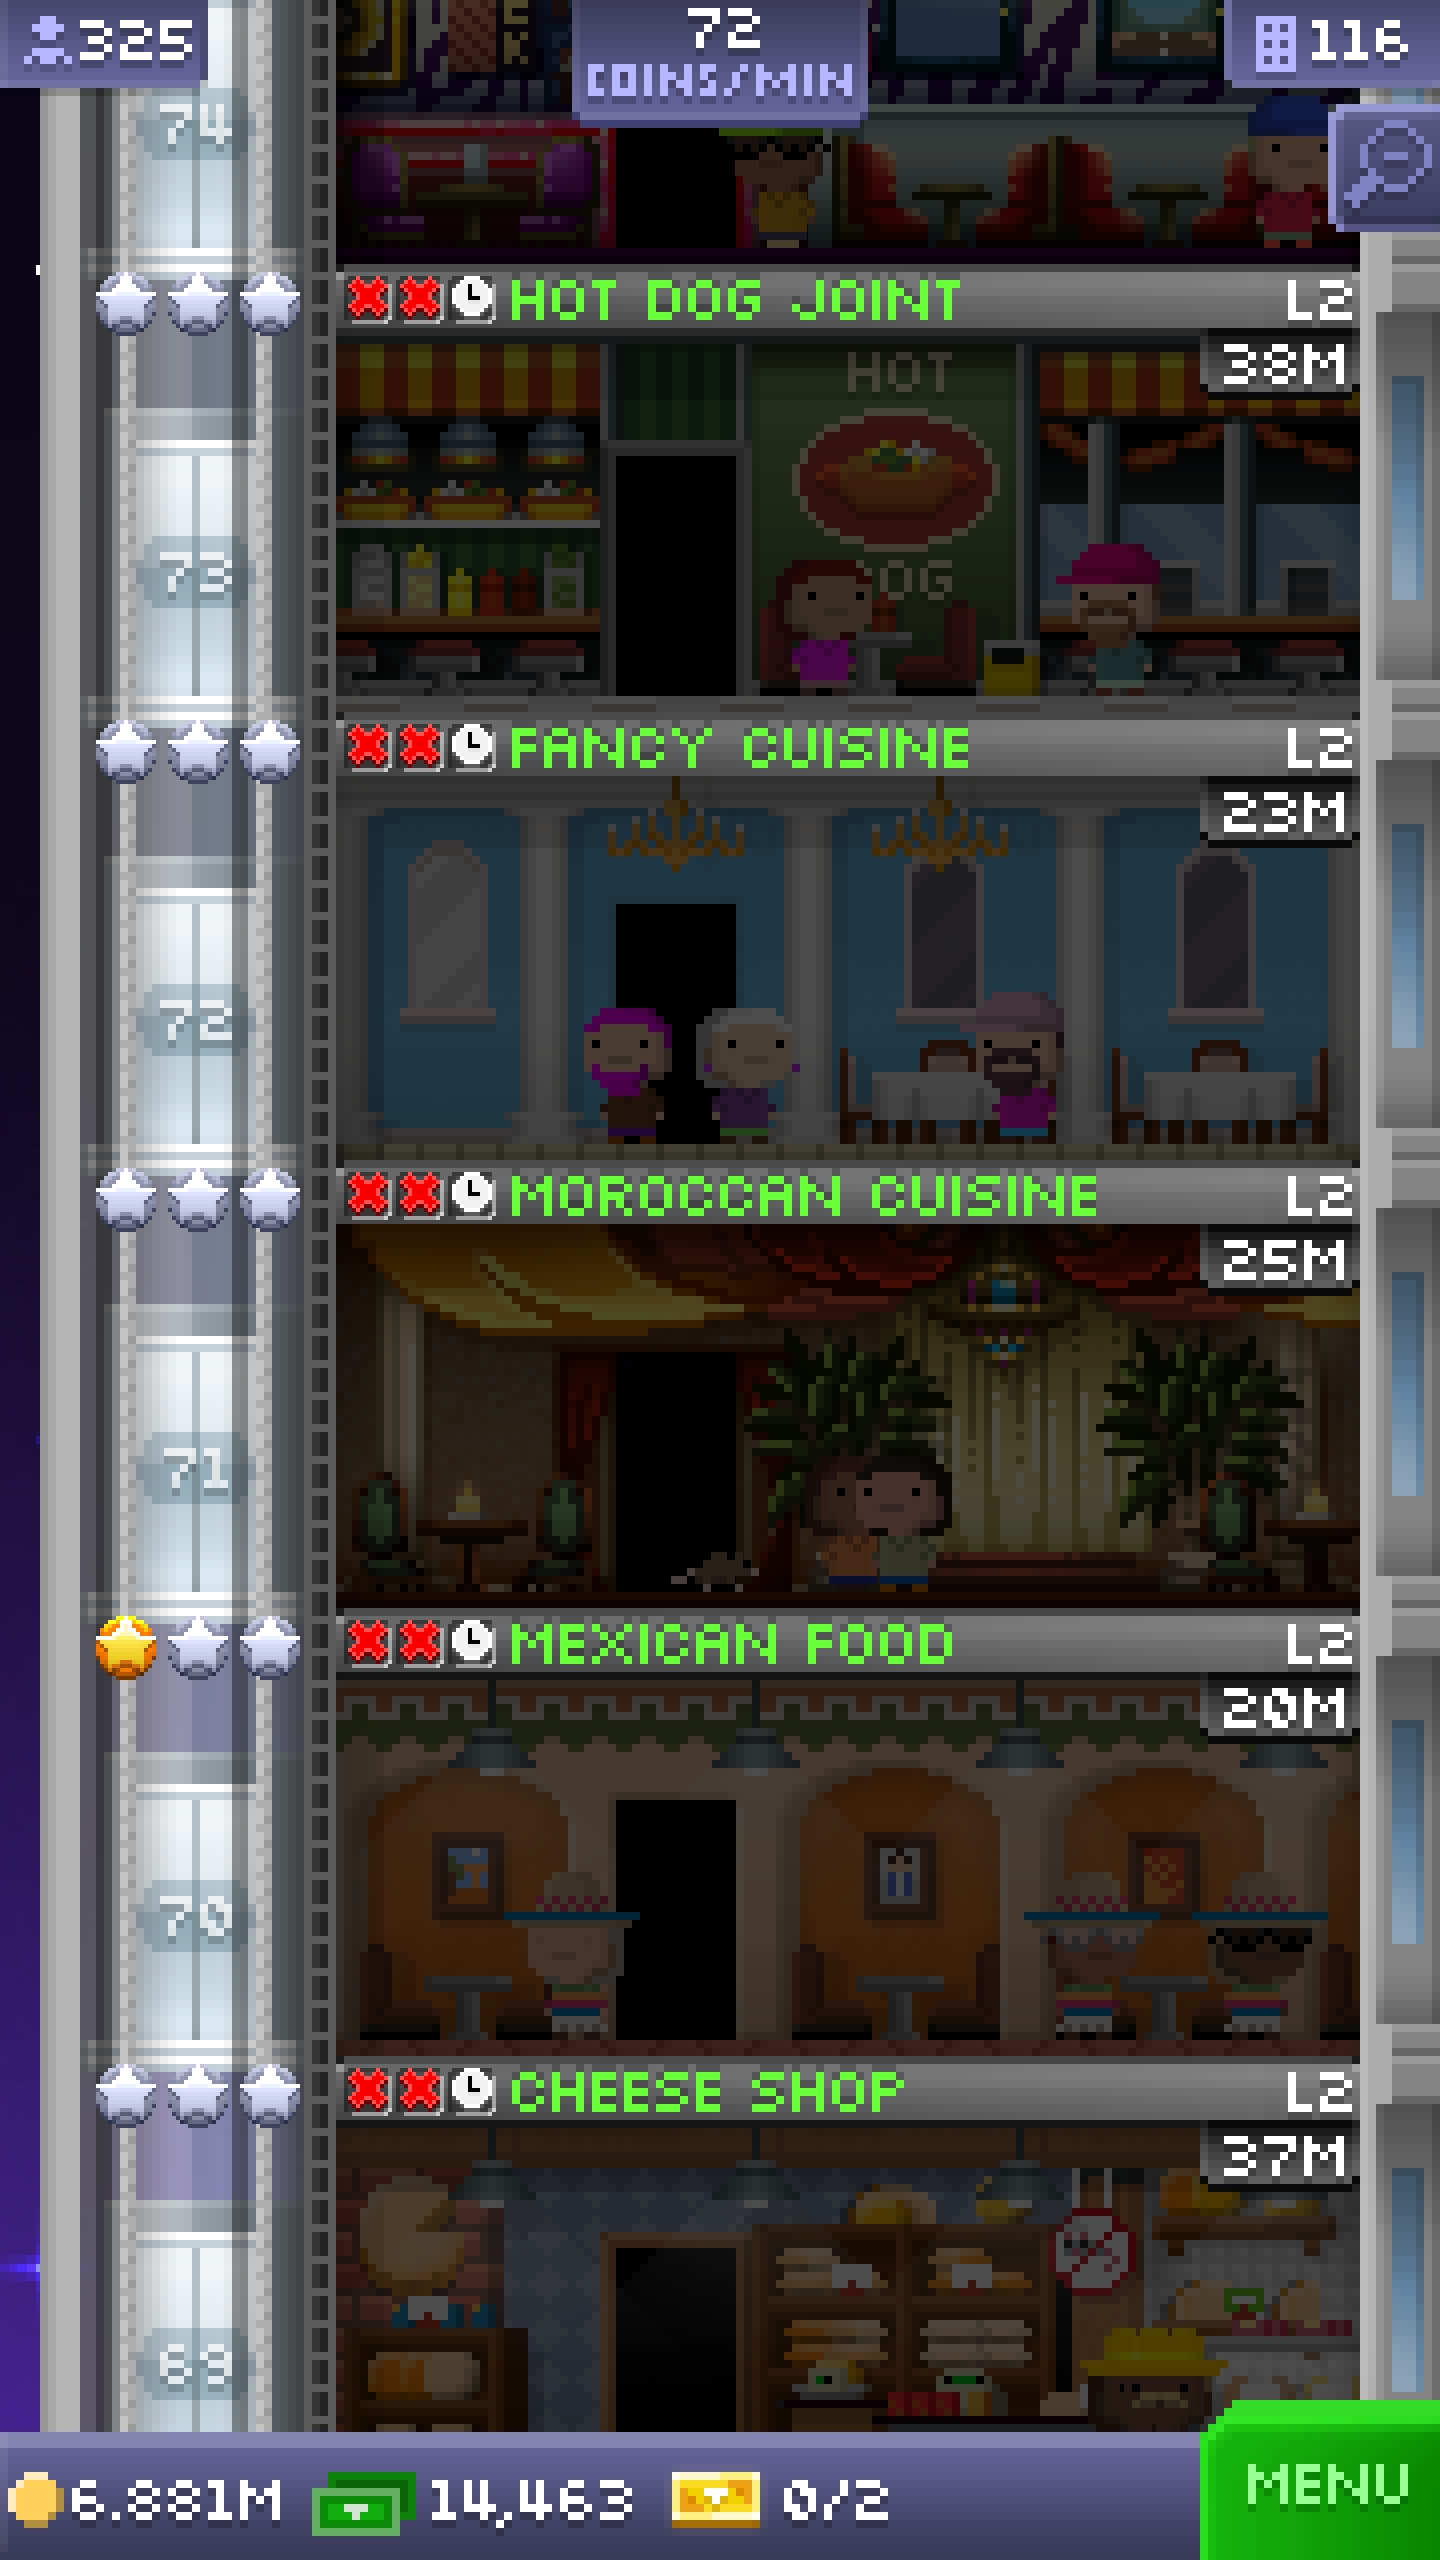 325
72
COINS/MIN
116
74
HOT DOG JOINT L2
38M
HOT
DOG
73
FANCY CUISINE L2
23M
72
MOROCCAN CUISINE L2
25M
71
MEXICAN FOOD L2
20M
70
CHEESE SHOP L2
37M
69
6.881M 14,463 0/2
MENU